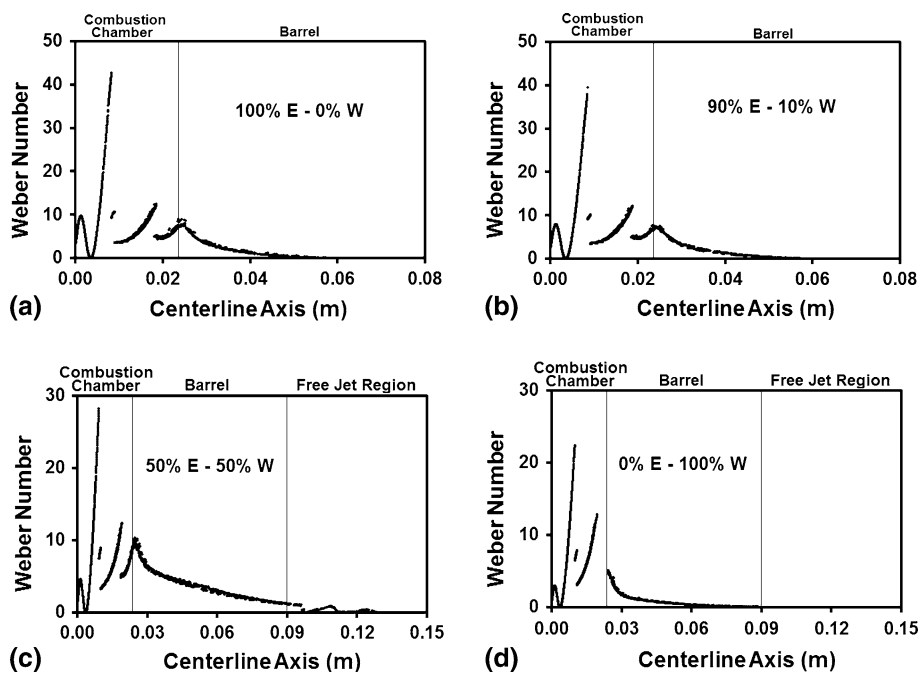 Combustion
Chamber
Barrel
50
40
30
20
10
0
Weber Number
100% E - 0% W
0.00
0.02
0.04
0.06
0.08
(a)
Centerline Axis (m)
Combustion
Chamber
Barrel
50
40
30
20
10
0
Weber Number
90% E - 10% W
0.00
0.02
0.04
0.06
0.08
(b)
Centerline Axis (m)
Combustion
Chamber
Barrel
Free Jet Region
30
20
10
0
Weber Number
50% E - 50% W
0.00
0.03
0.06
0.09
0.12
0.15
(c)
Centerline Axis (m)
Combustion
Chamber
Barrel
Free Jet Region
30
20
10
0
Weber Number
0% E - 100% W
0.00
0.03
0.06
0.09
0.12
0.15
(d)
Centerline Axis (m)